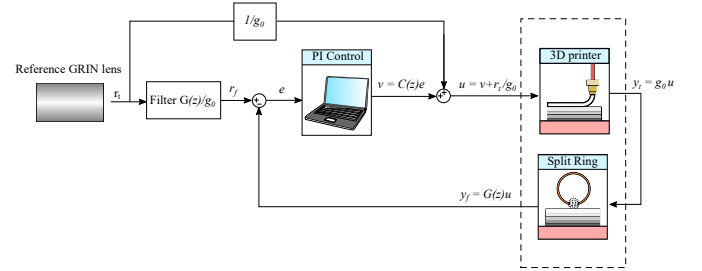 1/g₀
Reference GRIN lens
rₜ
Filter G(z)/g₀
r_f
+
-
e
PI Control
v = C(z)e
+
+
u = v+rₜ/g₀
3D printer
yₜ = g₀u
Split Ring
y_f = G(z)u